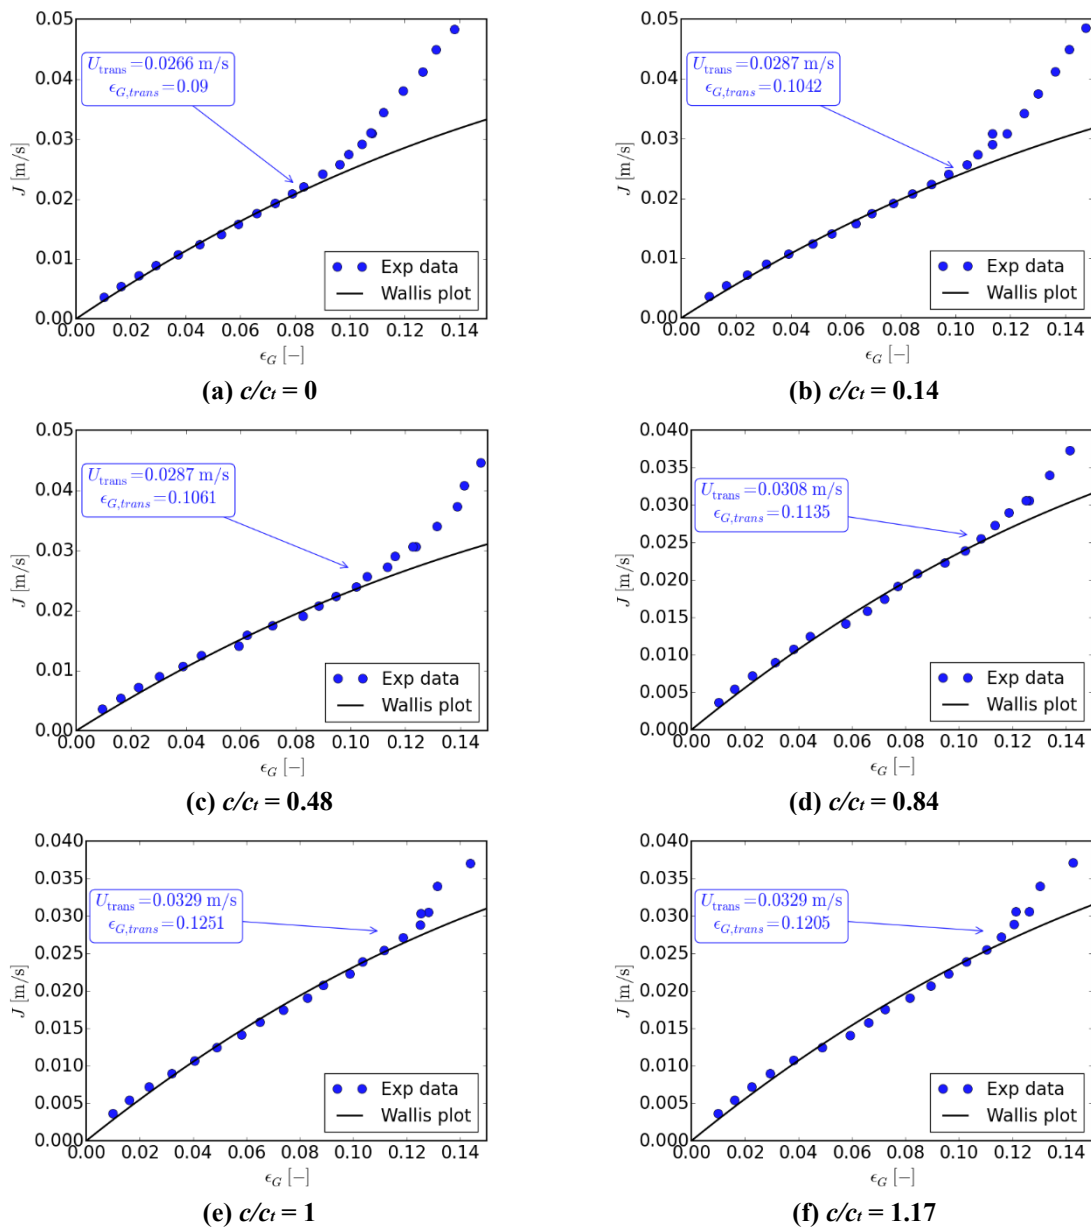 0.05
0.04
0.03
0.02
0.01
0.00
J [m/s]
U_trans=0.0266 m/s
ϵ_G,trans=0.09
Exp data
Wallis plot
0.00 0.02 0.04 0.06 0.08 0.10 0.12 0.14
ϵ_G [−]
(a) c/c_t = 0
0.05
0.04
0.03
0.02
0.01
0.00
J [m/s]
U_trans=0.0287 m/s
ϵ_G,trans=0.1042
Exp data
Wallis plot
0.00 0.02 0.04 0.06 0.08 0.10 0.12 0.14
ϵ_G [−]
(b) c/c_t = 0.14
0.05
0.04
0.03
0.02
0.01
0.00
J [m/s]
U_trans=0.0287 m/s
ϵ_G,trans=0.1061
Exp data
Wallis plot
0.00 0.02 0.04 0.06 0.08 0.10 0.12 0.14
ϵ_G [−]
(c) c/c_t = 0.48
0.040
0.035
0.030
0.025
0.020
0.015
0.010
0.005
0.000
J [m/s]
U_trans=0.0308 m/s
ϵ_G,trans=0.1135
Exp data
Wallis plot
0.00 0.02 0.04 0.06 0.08 0.10 0.12 0.14
ϵ_G [−]
(d) c/c_t = 0.84
0.040
0.035
0.030
0.025
0.020
0.015
0.010
0.005
0.000
J [m/s]
U_trans=0.0329 m/s
ϵ_G,trans=0.1251
Exp data
Wallis plot
0.00 0.02 0.04 0.06 0.08 0.10 0.12 0.14
ϵ_G [−]
(e) c/c_t = 1
0.040
0.035
0.030
0.025
0.020
0.015
0.010
0.005
0.000
J [m/s]
U_trans=0.0329 m/s
ϵ_G,trans=0.1205
Exp data
Wallis plot
0.00 0.02 0.04 0.06 0.08 0.10 0.12 0.14
ϵ_G [−]
(f) c/c_t = 1.17